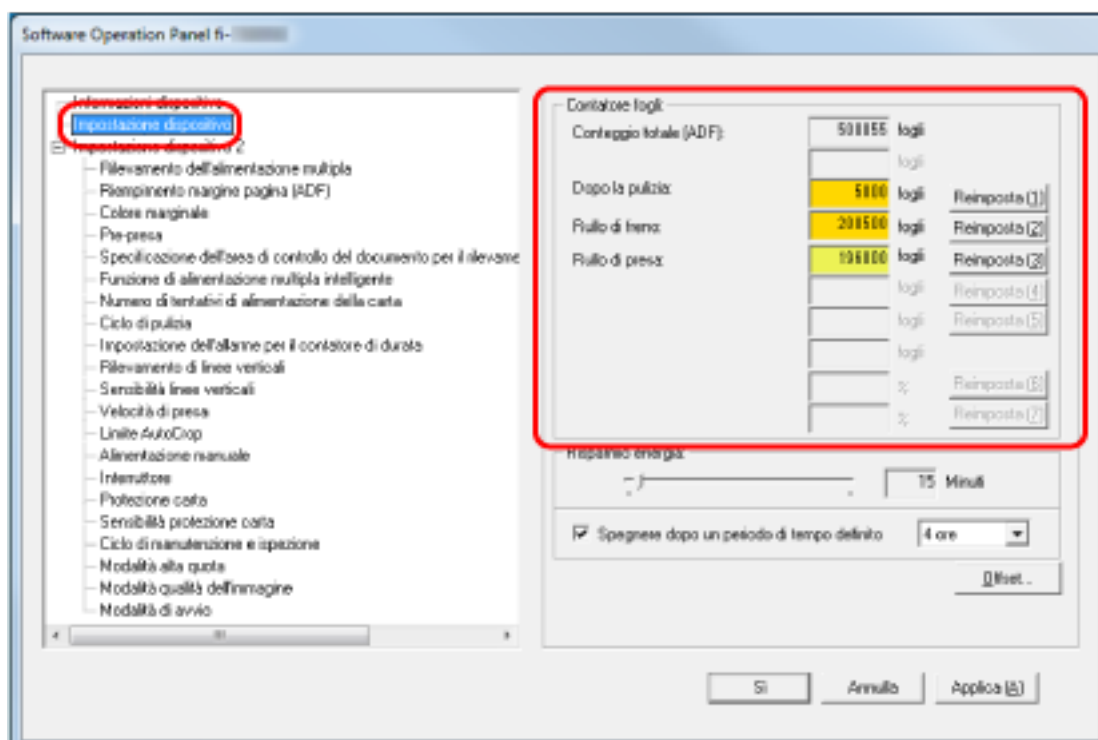 Software Operation Panel fi-
Informazioni dispositivo
Impostazione dispositivo
Impostazione dispositivo 2
Rilevamento dell'alimentazione multipla
Riempimento margine pagina (ADF)
Colore marginale
Pre-presa
Specificazione dell'area di controllo del documento per il rilevame
Funzione di alimentazione multipla intelligente
Numero di tentativi di alimentazione della carta
Ciclo di pulizia
Impostazione dell'allarme per il contatore di durata
Rilevamento di linee verticali
Sensibilità linee verticali
Velocità di presa
Limite AutoCrop
Alimentazione manuale
Interruttore
Protezione carta
Sensibilità protezione carta
Ciclo di manutenzione e ispezione
Modalità alta quota
Modalità qualità dell'immagine
Modalità di avvio
Contatore fogli:
Conteggio totale (ADF): 500055 fogli
fogli
Dopo la pulizia: 5000 fogli Reimposta (1)
Rullo di freno: 200500 fogli Reimposta (2)
Rullo di presa: 196000 fogli Reimposta (3)
fogli Reimposta (4)
fogli Reimposta (5)
fogli
% Reimposta (6)
% Reimposta (7)
Risparmio energia:
15 Minuti
Spegnere dopo un periodo di tempo definito 4 ore
Offset...
Sì Annulla Applica (A)